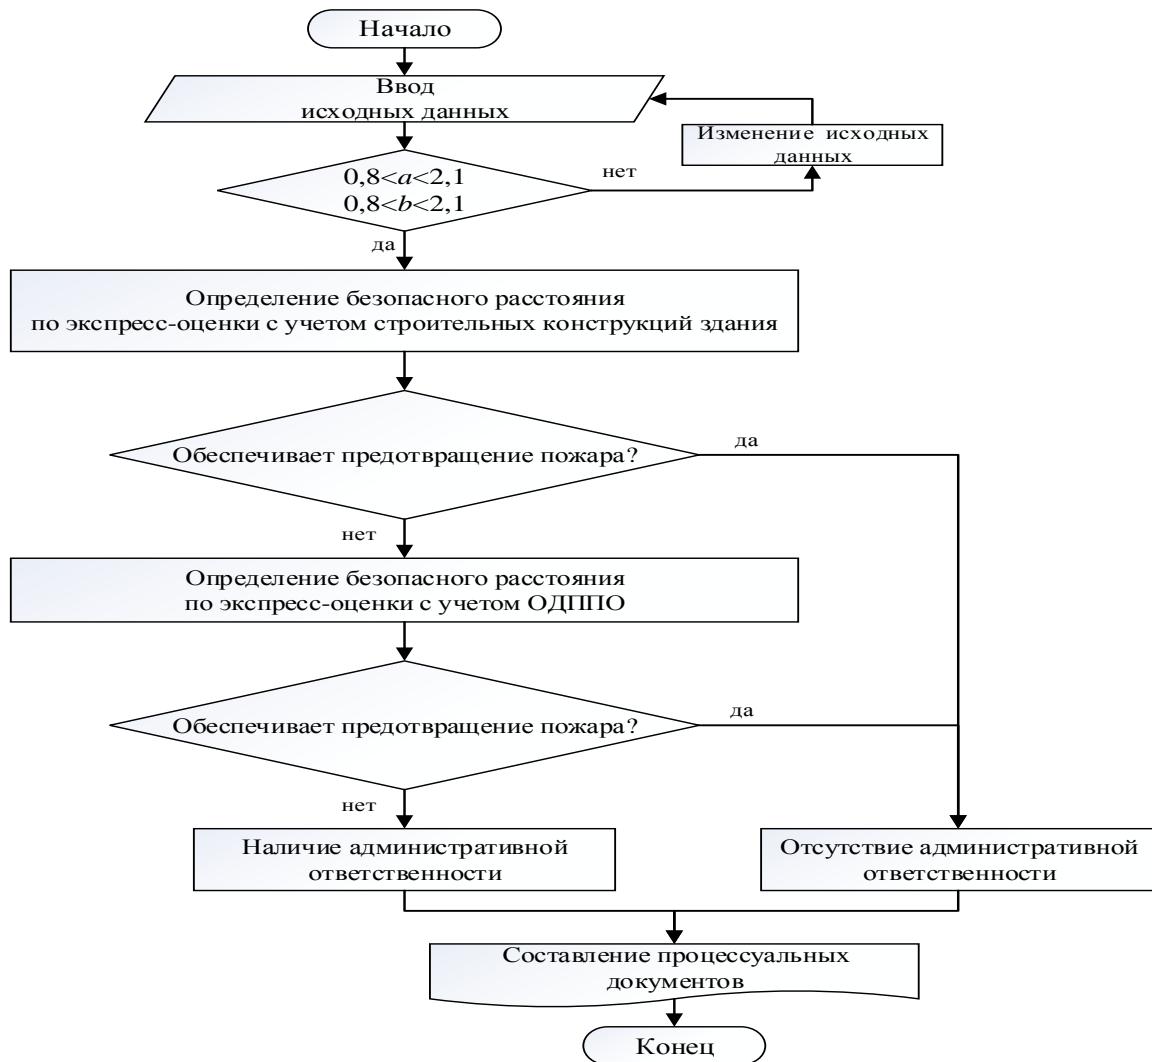 Начало
Ввод
исходных данных
Изменение исходных
данных
0,8<a<2,1
0,8<b<2,1
нет
да
Определение безопасного расстояния
по экспресс-оценки с учетом строительных конструкций здания
Обеспечивает предотвращение пожара?
да
нет
Определение безопасного расстояния
по экспресс-оценки с учетом ОДППО
Обеспечивает предотвращение пожара?
да
нет
Наличие административной
ответственности
Отсутствие административной
ответственности
Составление процессуальных
документов
Конец